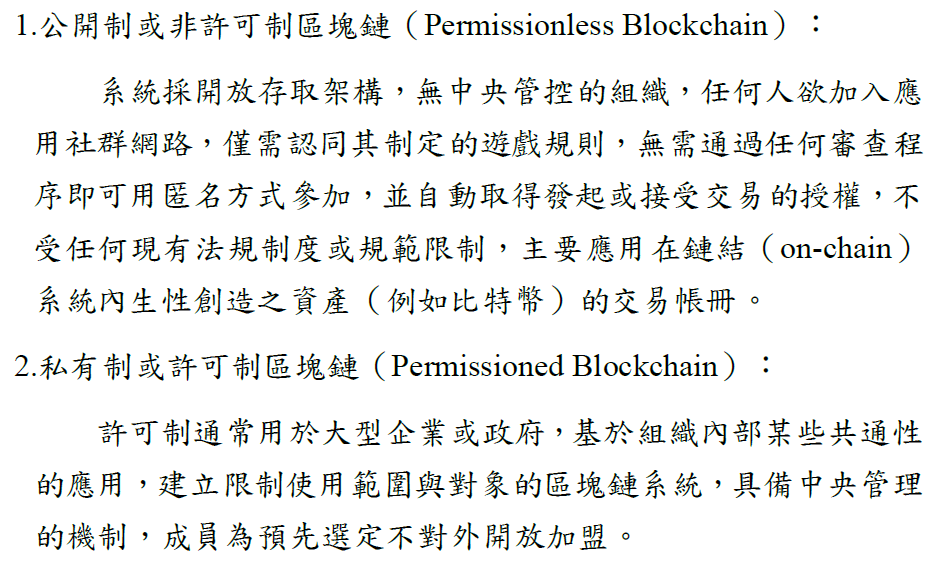 1.公開制或非許可制區塊鏈（Permissionless Blockchain）：
系統採開放存取架構，無中央管控的組織，任何人欲加入應
用社群網路，僅需認同其制定的遊戲規則，無需通過任何審查程
序即可用匿名方式參加，並自動取得發起或接受交易的授權，不
受任何現有法規制度或規範限制，主要應用在鏈結（on-chain）
系統內生性創造之資產（例如比特幣）的交易帳冊。
2.私有制或許可制區塊鏈（Permissioned Blockchain）：
許可制通常用於大型企業或政府，基於組織內部某些共通性
的應用，建立限制使用範圍與對象的區塊鏈系統，具備中央管理
的機制，成員為預先選定不對外開放加盟。